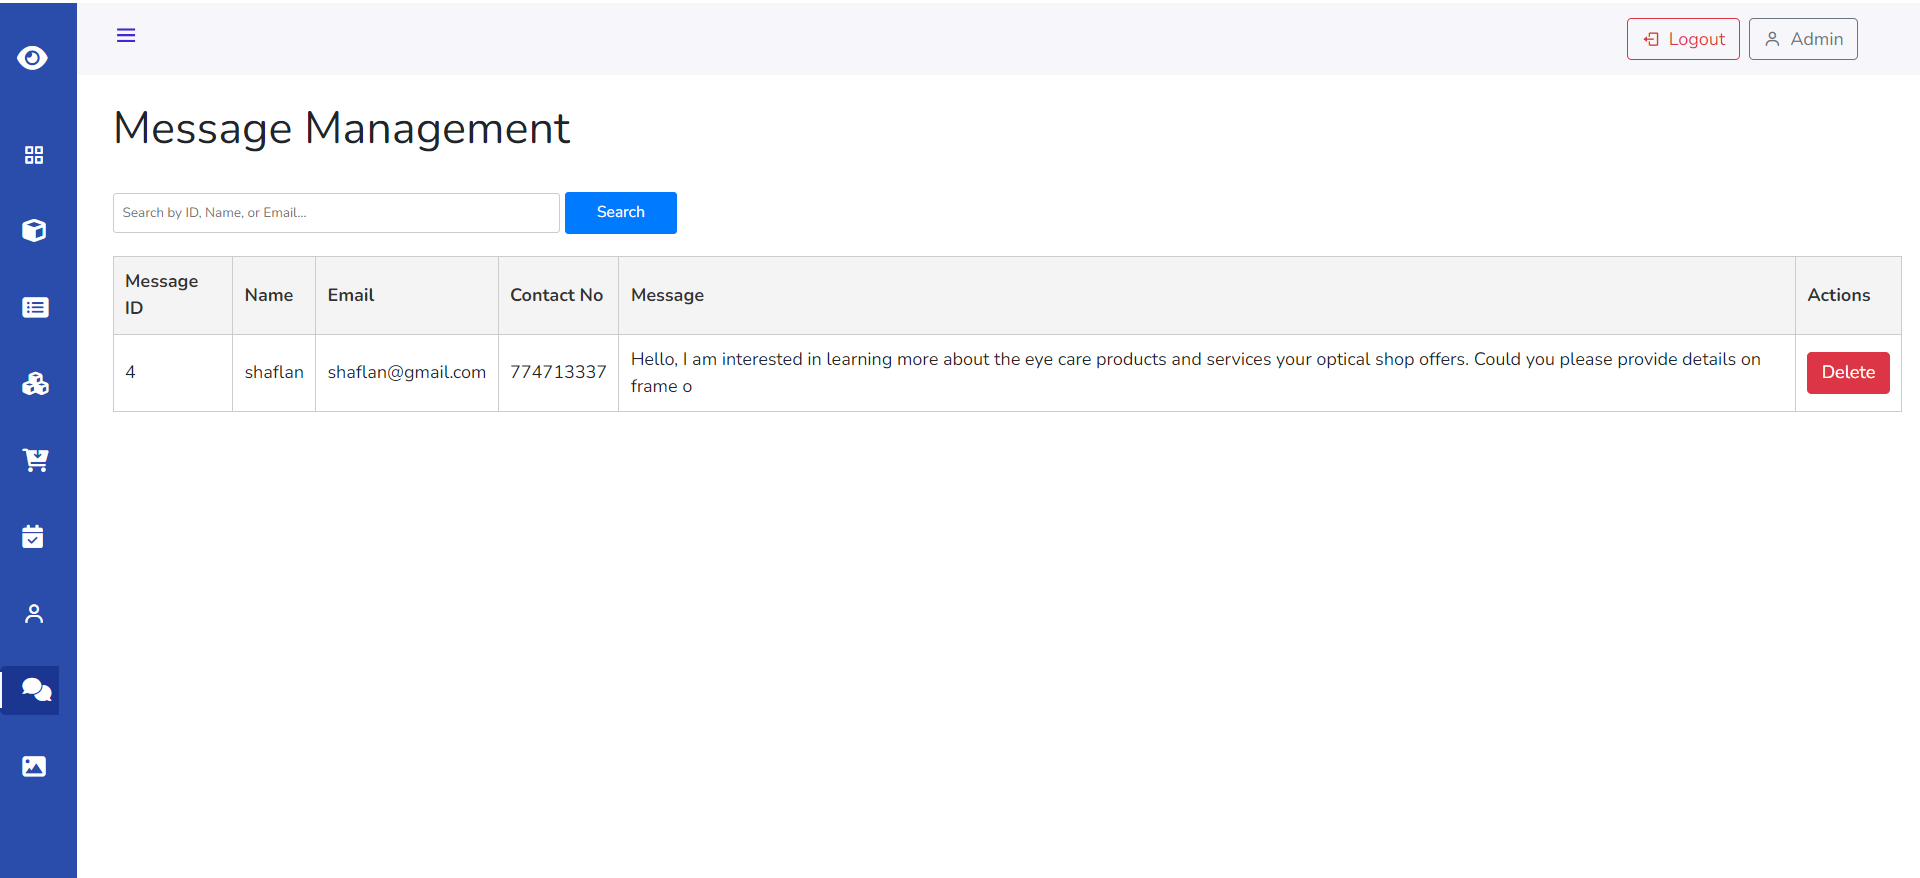 Logout
Admin
Message Management
Search by ID, Name, or Email...
Search
Message
ID
Name
Email
Contact No
Message
Actions
4
shaflan
shaflan@gmail.com
774713337
Hello, I am interested in learning more about the eye care products and services your optical shop offers. Could you please provide details on
frame o
Delete